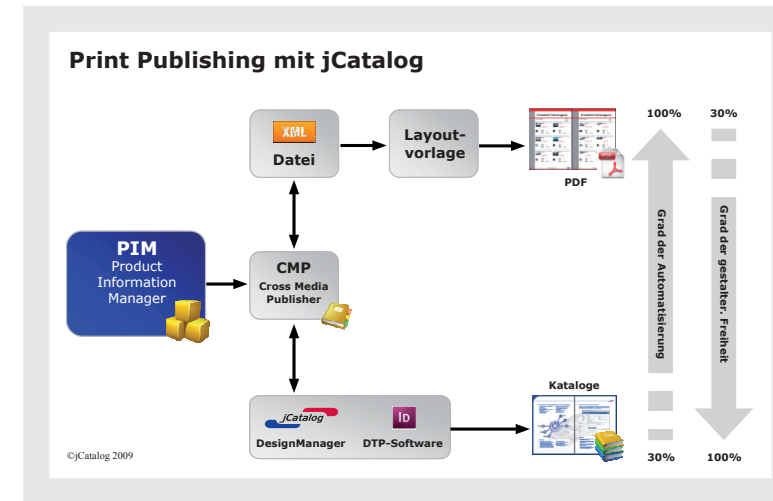 Print Publishing mit jCatalog
XML
Datei
Layout-
vorlage
PDF
100%
30%
PIM
Product
Information
Manager
CMP
Cross Media
Publisher
Grad der Automatisierung
Grad der gestalter. Freiheit
jCatalog
DesignManager
ID
DTP-Software
Kataloge
30%
100%
©jCatalog 2009